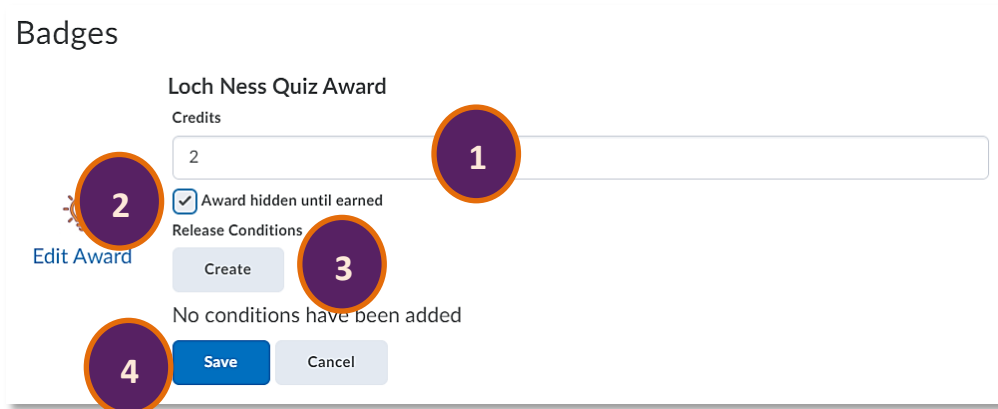 Badges
Loch Ness Quiz Award
Credits
2
1
2
Award hidden until earned
Release Conditions
Edit Award
Create
3
No conditions have been added
4
Save
Cancel